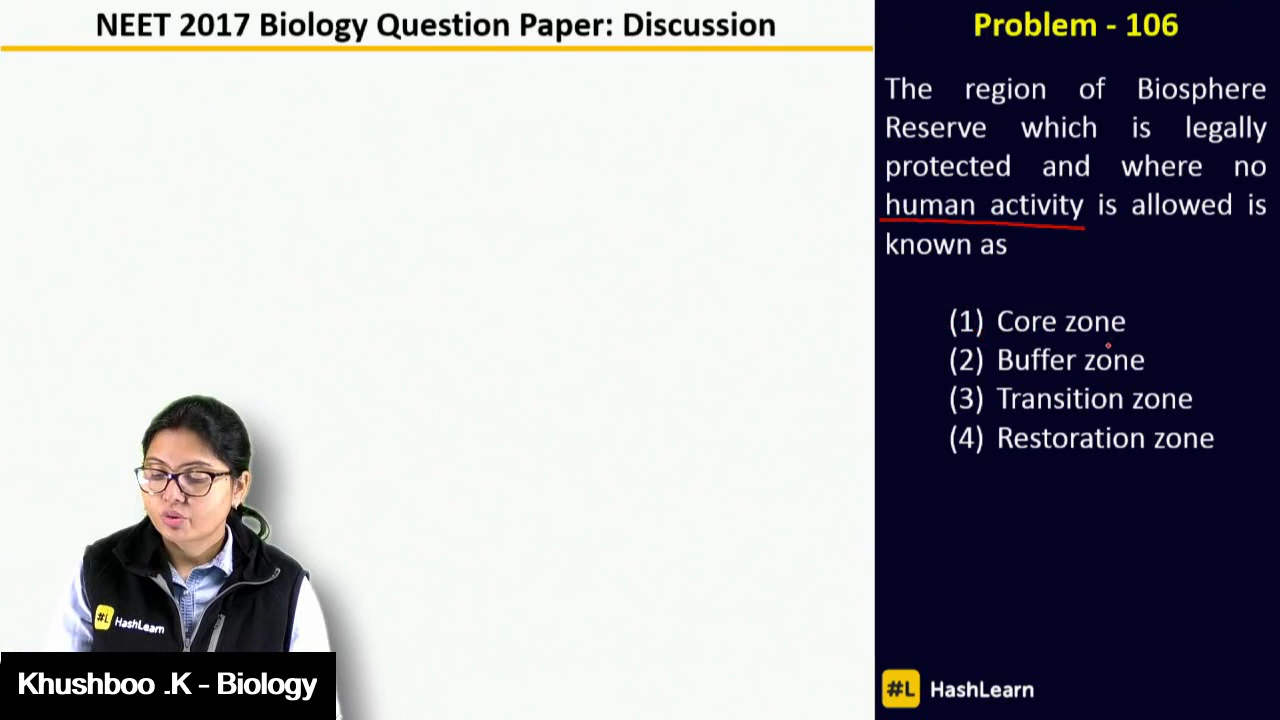 NEET 2017 Biology Question Paper: Discussion
Problem - 106
The region of Biosphere
Reserve which is legally
protected and where no
human activity is allowed is
known as
(1) Core zone
(2) Buffer zone
(3) Transition zone
(4) Restoration zone
#L HashLearn
Khushboo .K - Biology
#L HashLearn